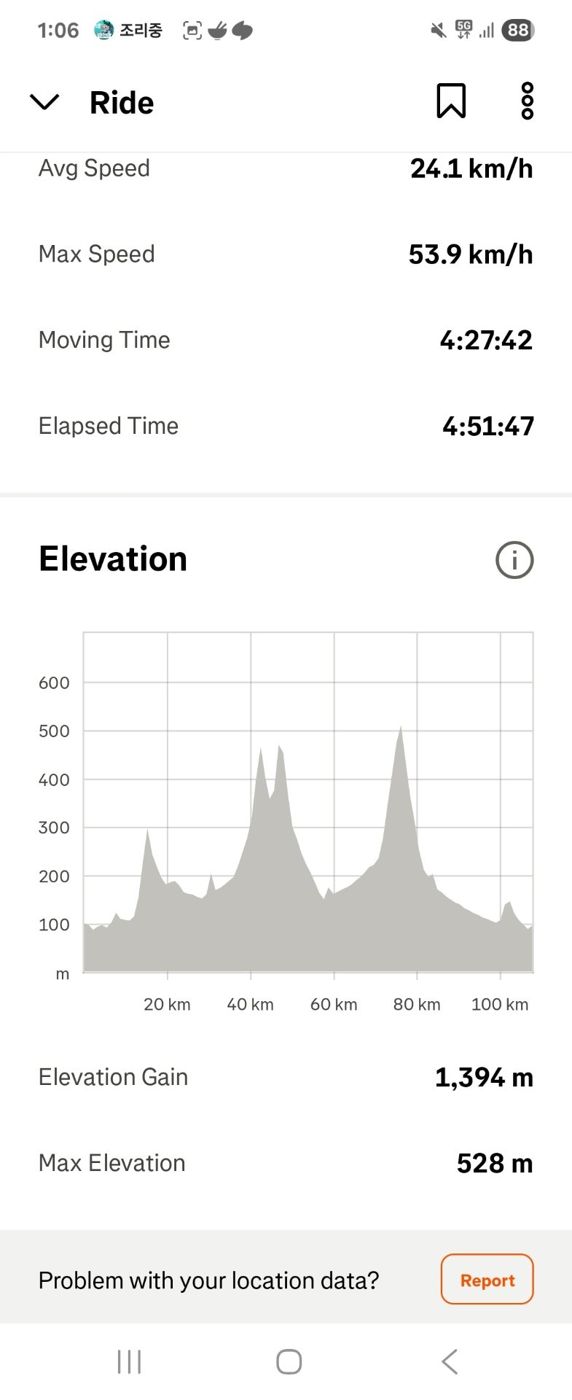 1:06 조리중 5G 88
Ride
Avg Speed 24.1 km/h
Max Speed 53.9 km/h
Moving Time 4:27:42
Elapsed Time 4:51:47
Elevation i
600
500
400
300
200
100
m
20 km 40 km 60 km 80 km 100 km
Elevation Gain 1,394 m
Max Elevation 528 m
Problem with your location data? Report